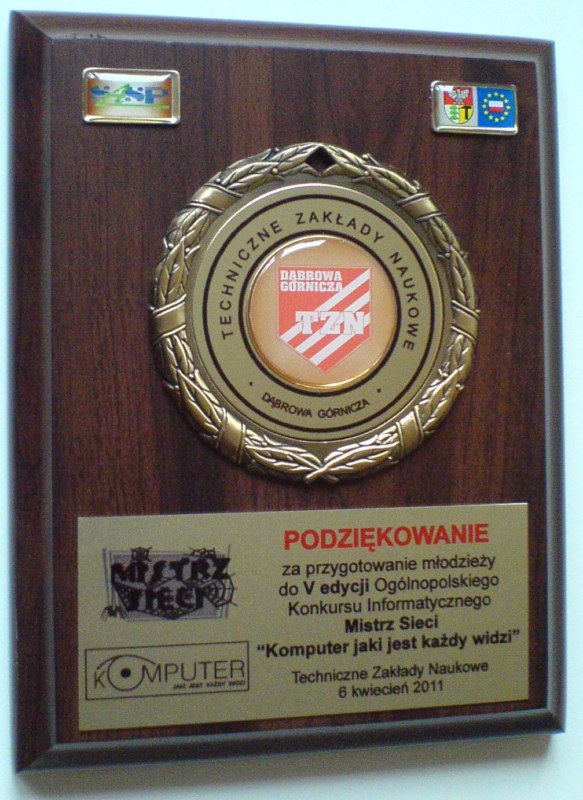 SASP
TECHNICZNE ZAKŁADY NAUKOWE
DĄBROWA
GÓRNICZA
TZN
• DĄBROWA GÓRNICZA •
MISTRZ
SIECI
KOMPUTER
JAKI JEST KAŻDY WIDZI
PODZIĘKOWANIE
za przygotowanie młodzieży
do V edycji Ogólnopolskiego
Konkursu Informatycznego
Mistrz Sieci
“Komputer jaki jest każdy widzi”
Techniczne Zakłady Naukowe
6 kwiecień 2011